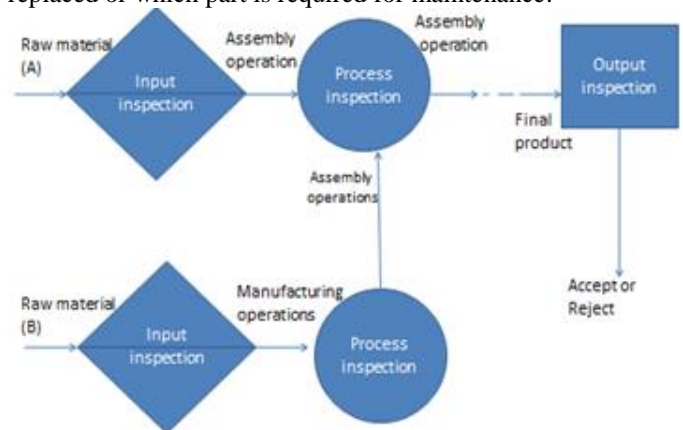 replaced or which part is required for maintenance.
Raw material
(A)
Input
inspection
Assembly
operation
Process
inspection
Assembly
operation
Output
inspection
Final
product
Assembly
operations
Accept or
Reject
Raw material
(B)
Input
inspection
Manufacturing
operations
Process
inspection